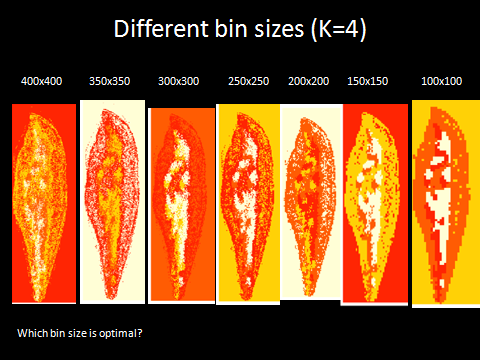 Different bin sizes (K=4)
400x400 350x350 300x300 250x250 200x200 150x150 100x100
Which bin size is optimal?